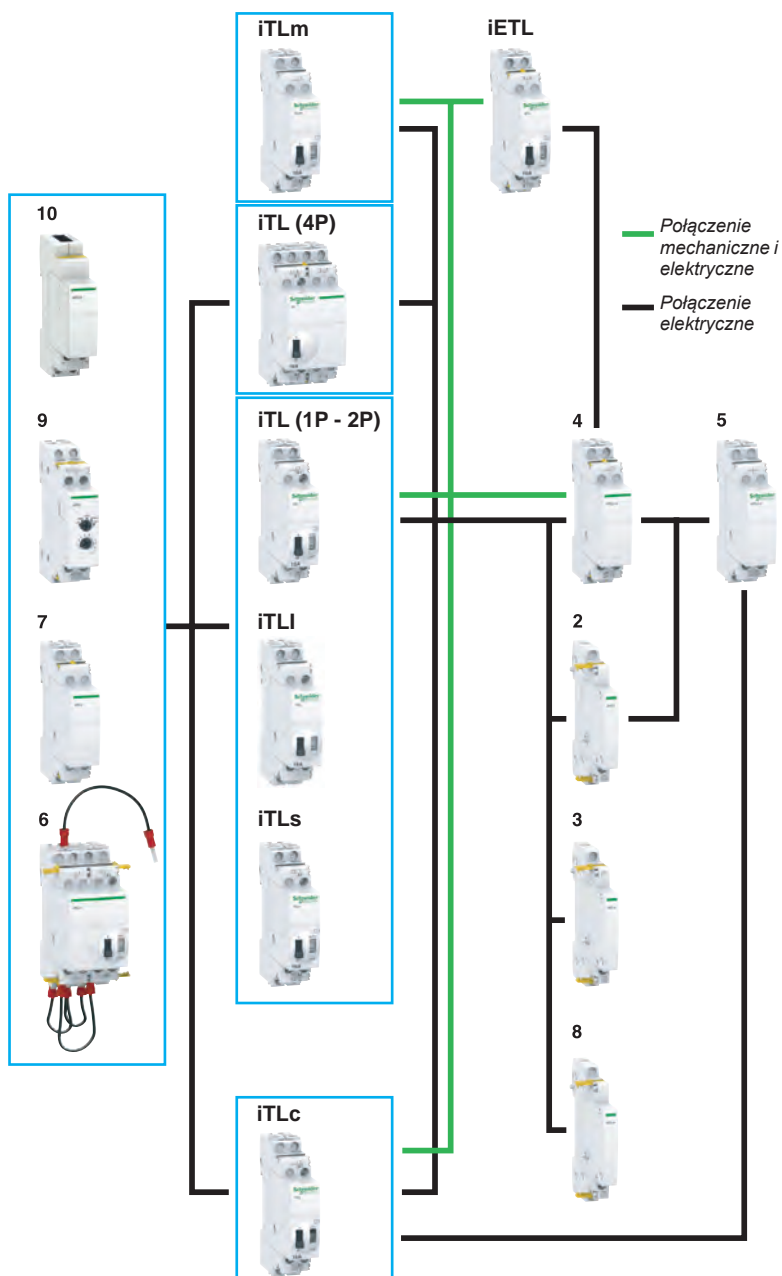 iTLm
iETL
10
iTL (4P)
Połączenie
mechaniczne i
elektryczne
Połączenie
elektryczne
9
iTL (1P - 2P)
4
5
7
iTLI
2
6
iTLs
3
8
iTLc